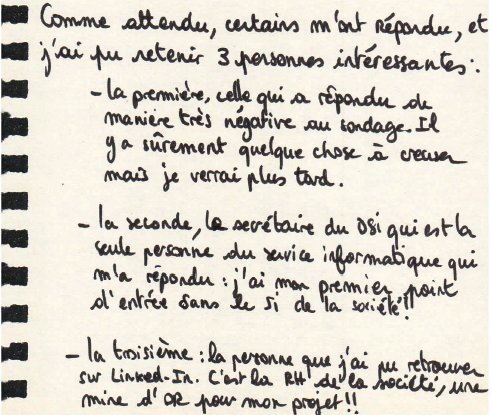 Comme attendu, certains m'ont répondu, et
j'ai pu retenir 3 personnes intéressantes :
- la première, celle qui a répondu de
manière très négative au sondage. Il
y a sûrement quelque chose à creuser
mais je verrai plus tard.
- la seconde, la secrétaire du DSI qui est la
seule personne du service informatique qui
m'a répondu : j'ai mon premier point
d'entrée dans le SI de la société !!
- la troisième : la personne que j'ai pu retrouver
sur Linked-In. C'est la RH de la société, une
mine d'OR pour mon projet !!